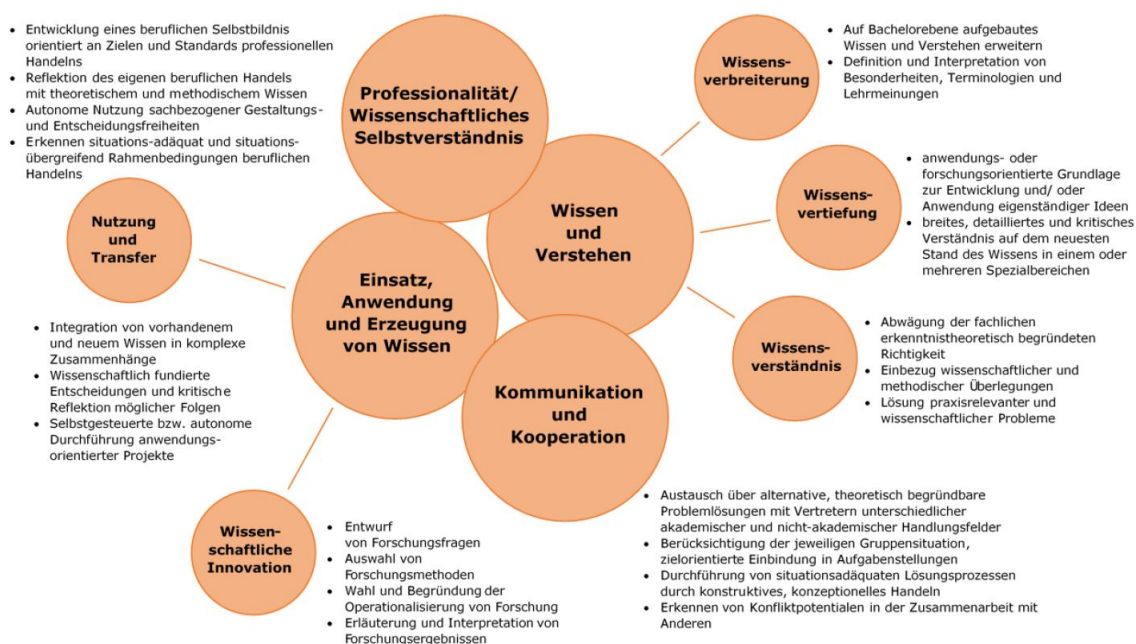 • Entwicklung eines beruflichen Selbstbildnis
orientiert an Zielen und Standards professionellen
Handelns
• Reflektion des eigenen beruflichen Handels
mit theoretischem und methodischem Wissen
• Autonome Nutzung sachbezogener Gestaltungs-
und Entscheidungsfreiheiten
• Erkennen situations-adäquat und situations-
übergreifend Rahmenbedingungen beruflichen
Handelns
Professionalität/
Wissenschaftliches
Selbstverständnis
Wissens-
verbreiterung
• Auf Bachelorebene aufgebautes
Wissen und Verstehen erweitern
• Definition und Interpretation von
Besonderheiten, Terminologien und
Lehrmeinungen
Wissen
und
Verstehen
Wissens-
vertiefung
• anwendungs- oder
forschungsorientierte Grundlage
zur Entwicklung und/ oder
Anwendung eigenständiger Ideen
• breites, detailliertes und kritisches
Verständnis auf dem neuesten
Stand des Wissens in einem oder
mehreren Spezialbereichen
Nutzung
und
Transfer
Einsatz,
Anwendung
und Erzeugung
von Wissen
• Integration von vorhandenem
und neuem Wissen in komplexe
Zusammenhänge
• Wissenschaftlich fundierte
Entscheidungen und kritische
Reflektion möglicher Folgen
• Selbstgesteuerte bzw. autonome
Durchführung anwendungs-
orientierter Projekte
Wissens-
verständnis
• Abwägung der fachlichen
erkenntnistheoretisch begründeten
Richtigkeit
• Einbezug wissenschaftlicher und
methodischer Überlegungen
• Lösung praxisrelevanter und
wissenschaftlicher Probleme
Kommunikation
und
Kooperation
• Austausch über alternative, theoretisch begründbare
Problemlösungen mit Vertretern unterschiedlicher
akademischer und nicht-akademischer Handlungsfelder
• Berücksichtigung der jeweiligen Gruppensituation,
zielorientierte Einbindung in Aufgabenstellungen
• Durchführung von situationsadäquaten Lösungsprozessen
durch konstruktives, konzeptionelles Handeln
• Erkennen von Konfliktpotentialen in der Zusammenarbeit mit
Anderen
Wissen-
schaftliche
Innovation
• Entwurf
von Forschungsfragen
• Auswahl von
Forschungsmethoden
• Wahl und Begründung der
Operationalisierung von Forschung
• Erläuterung und Interpretation von
Forschungsergebnissen